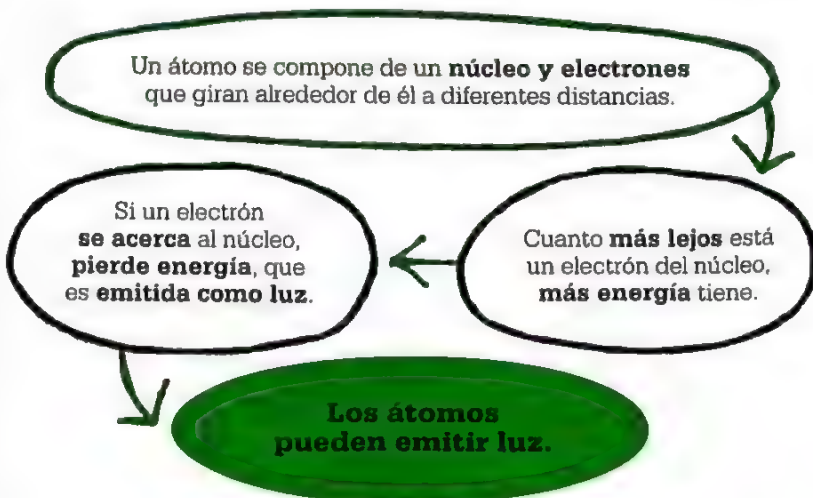 Un átomo se compone de un núcleo y electrones
que giran alrededor de él a diferentes distancias.
Cuanto más lejos está
un electrón del núcleo,
más energía tiene.
Si un electrón
se acerca al núcleo,
pierde energía, que
es emitida como luz.
Los átomos
pueden emitir luz.